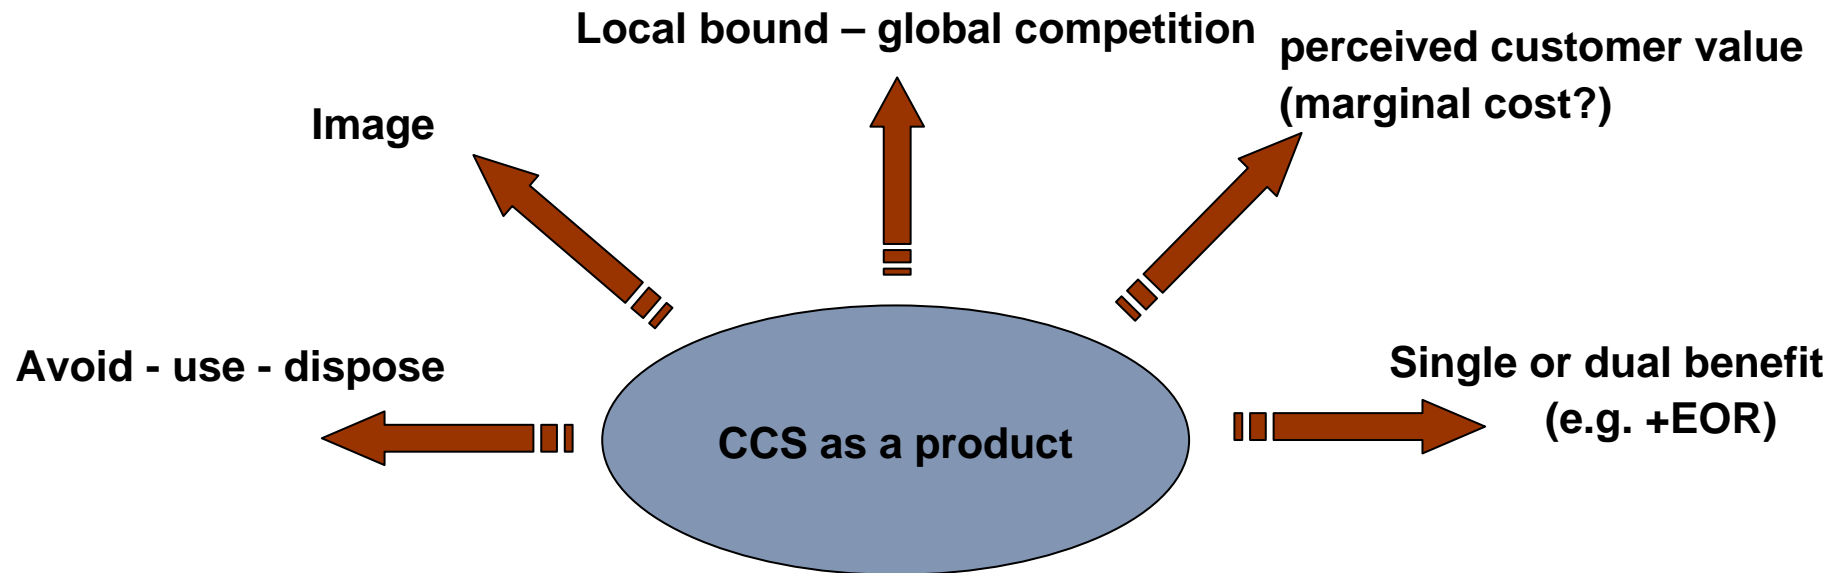 Local bound – global competition
perceived customer value
(marginal cost?)
Image
Avoid - use - dispose
Single or dual benefit
(e.g. +EOR)
CCS as a product